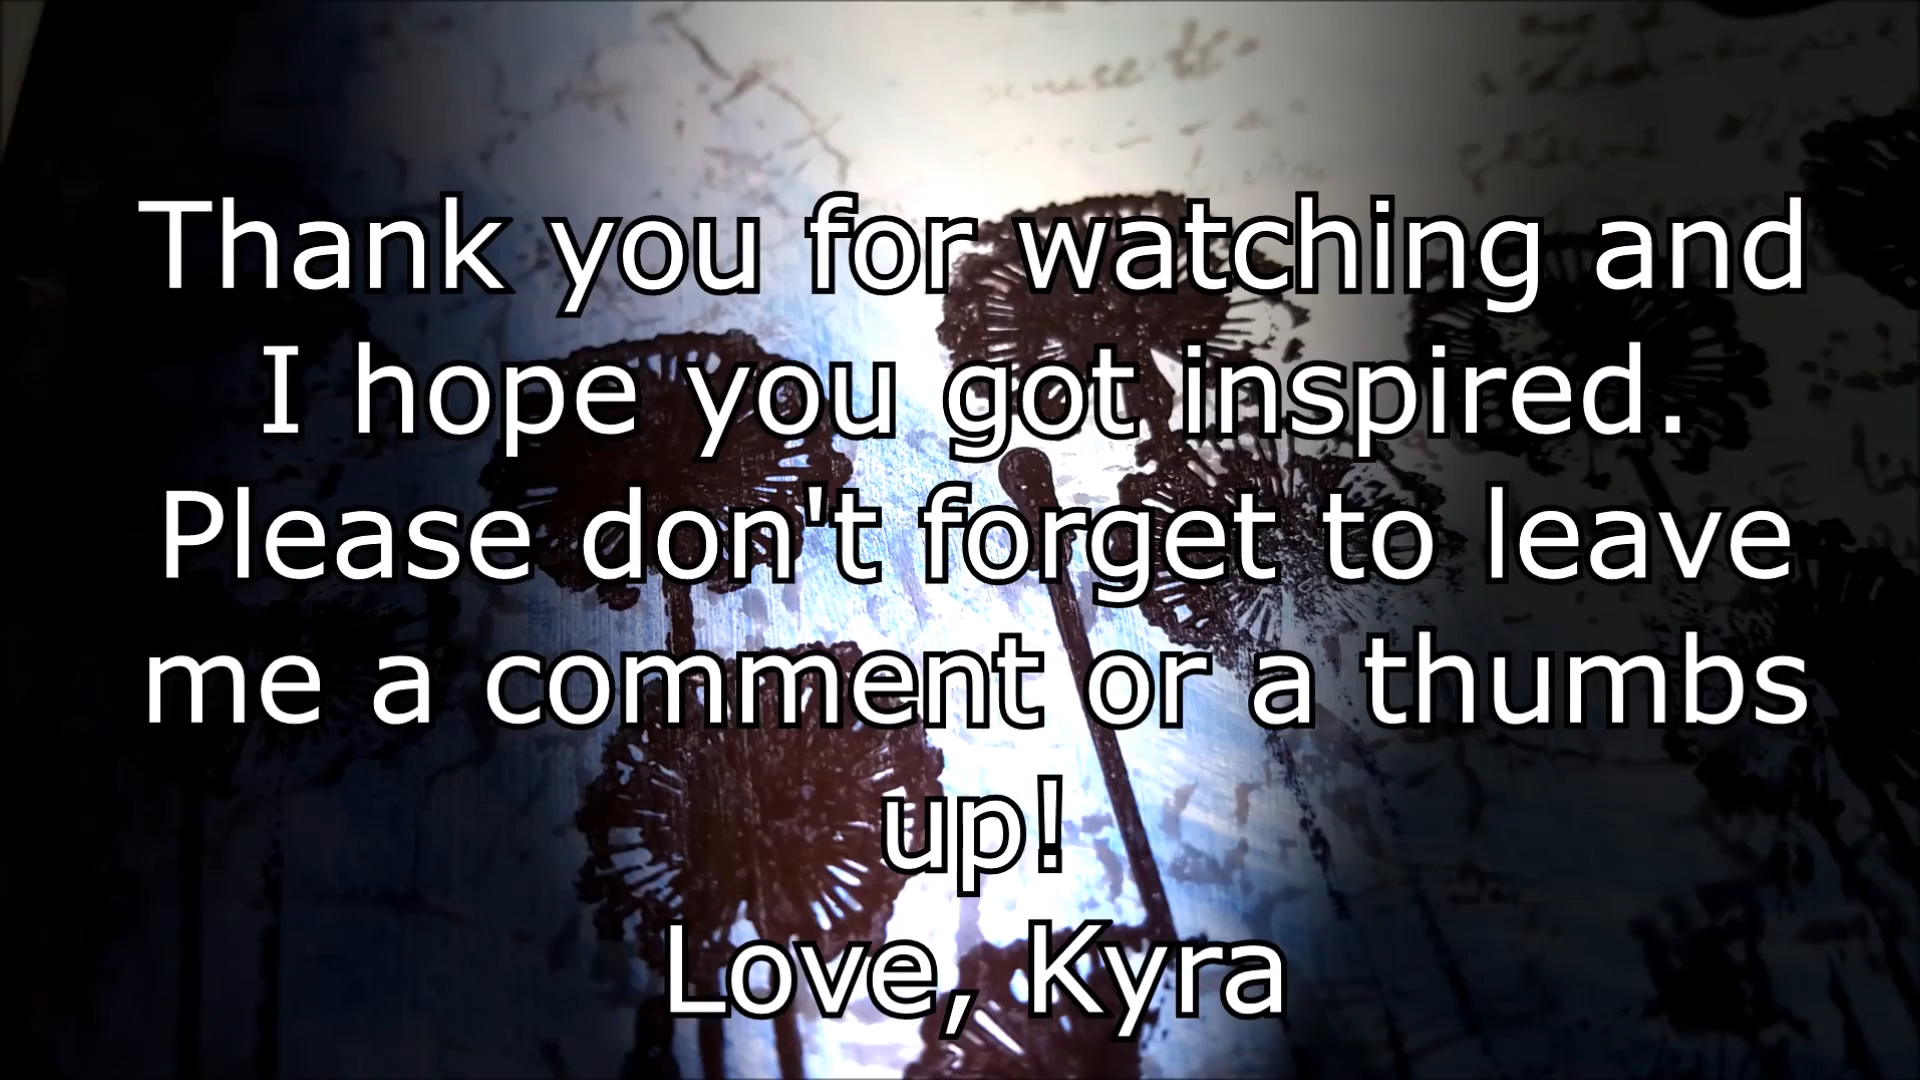 Thank you for watching and
I hope you got inspired.
Please don't forget to leave
me a comment or a thumbs
up!
Love, Kyra